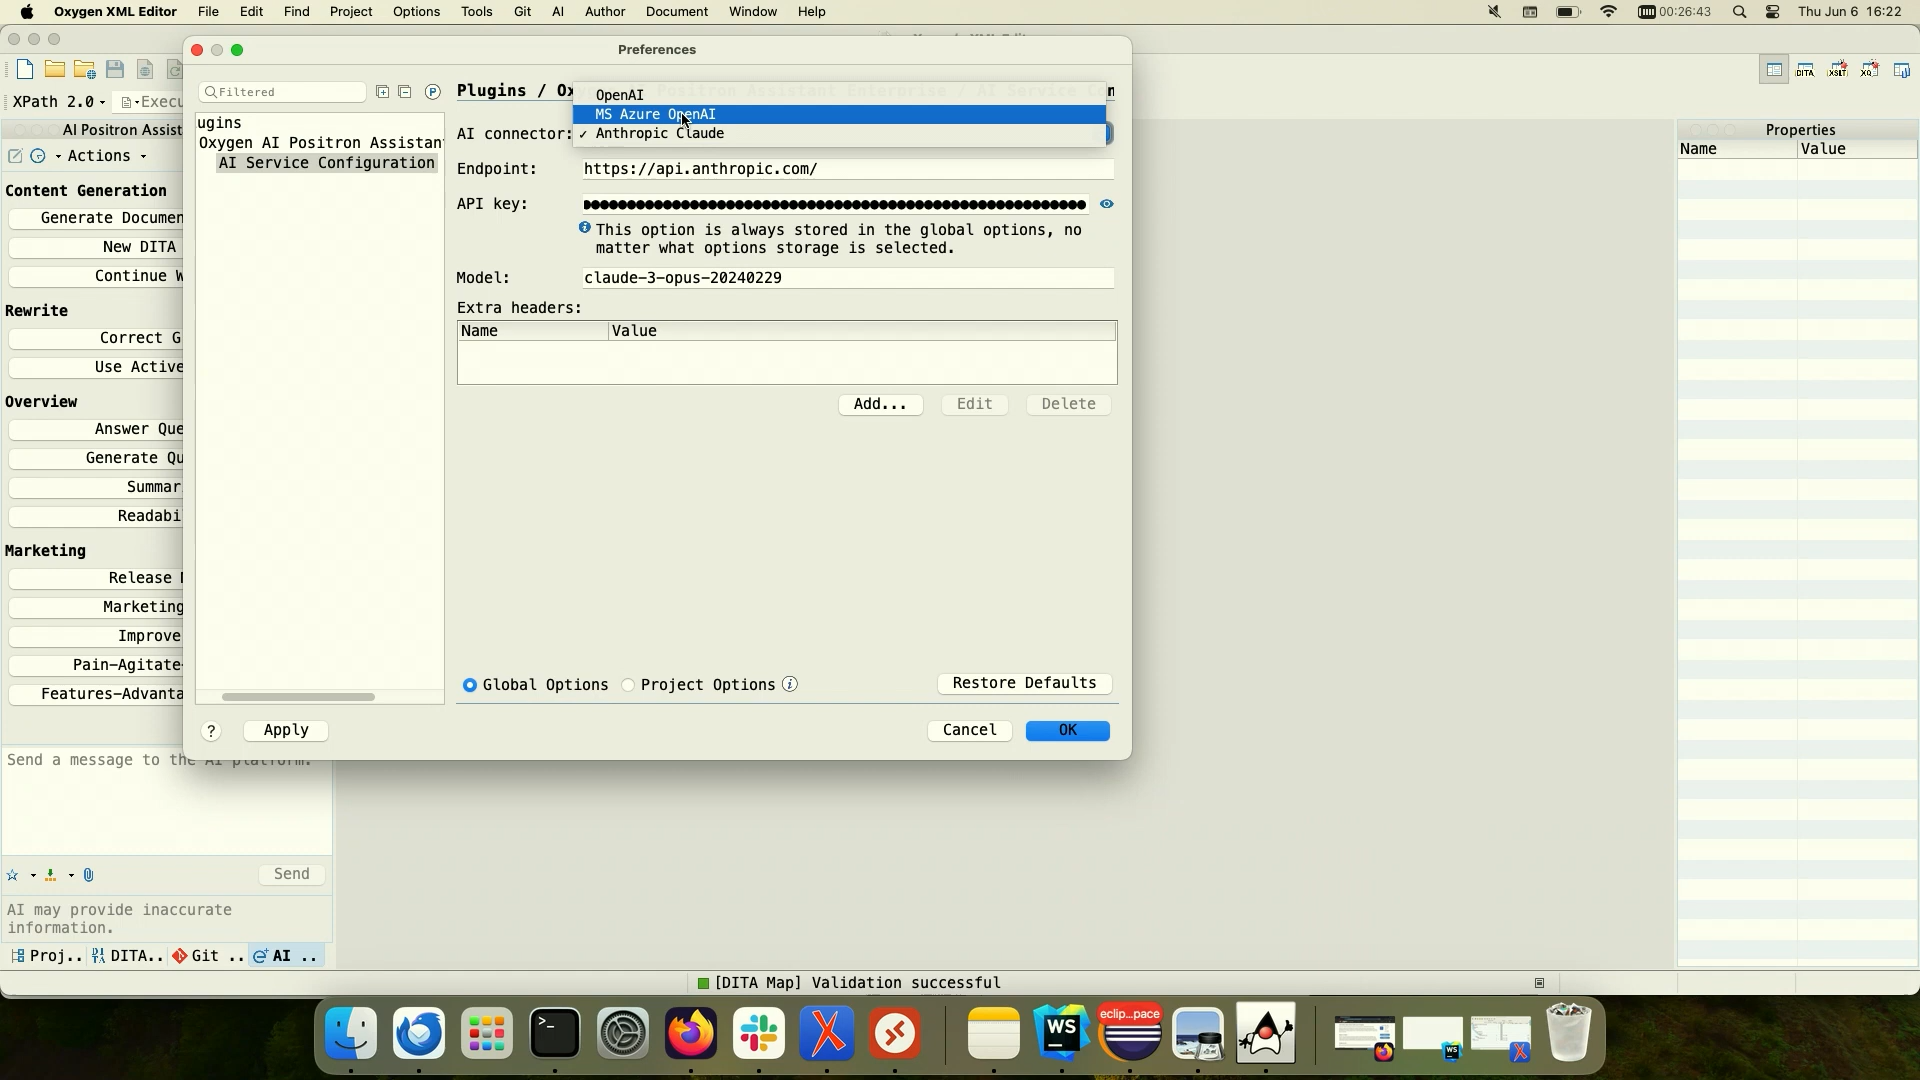 Oxygen XML Editor File Edit Find Project Options Tools Git AI Author Document Window Help 00:26:43 Thu Jun 6 16:22
Preferences
XPath 2.0 Execu
AI Positron Assist
Actions
Content Generation
Generate Documen
New DITA
Continue W
Rewrite
Correct G
Use Active
Overview
Answer Que
Generate Qu
Summar
Readabi
Marketing
Release
Marketing
Improve
Pain-Agitate-
Features-Advanta
Send a message to the AI platform.
Send
AI may provide inaccurate
information.
Proj.. DITA.. Git .. AI ..
Filtered
ugins
Oxygen AI Positron Assistan
AI Service Configuration
Plugins / Ox
OpenAI
MS Azure OpenAI
AI connector: ✓ Anthropic Claude
Endpoint: https://api.anthropic.com/
API key: ●●●●●●●●●●●●●●●●●●●●●●●●●●●●●●●●●●●●●●●●●●●●●●●●●●●●●●●●●●●●
This option is always stored in the global options, no
matter what options storage is selected.
Model: claude-3-opus-20240229
Extra headers:
Name Value
Add... Edit Delete
Global Options Project Options Restore Defaults
? Apply Cancel OK
DITA XSLT XQ
Properties
Name Value
[DITA Map] Validation successful
WS
eclip...pace
WS